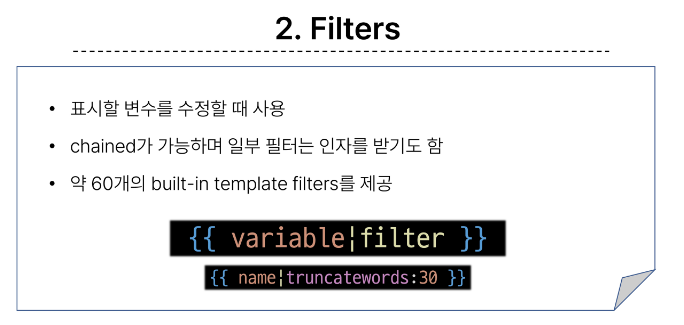 2. Filters
• 표시할 변수를 수정할 때 사용
• chained가 가능하며 일부 필터는 인자를 받기도 함
• 약 60개의 built-in template filters를 제공
{{ variable|filter }}
{{ name|truncatewords:30 }}